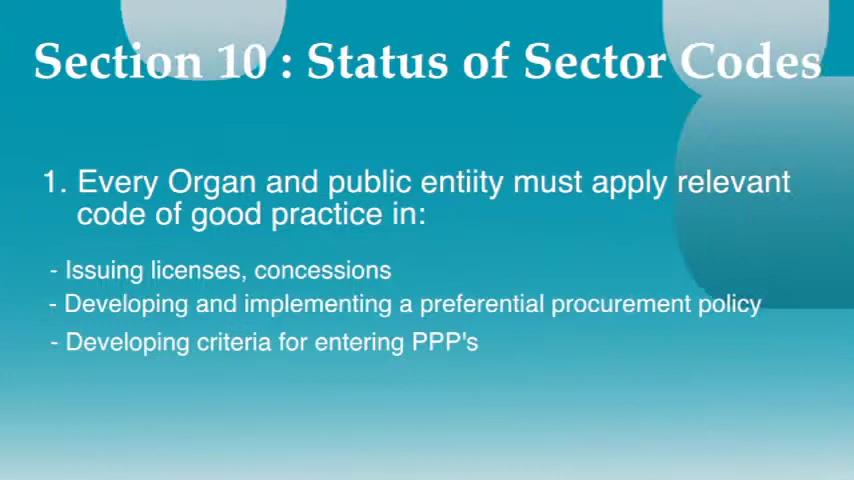 Section 10 : Status of Sector Codes
1. Every Organ and public entiity must apply relevant
code of good practice in:
- Issuing licenses, concessions
- Developing and implementing a preferential procurement policy
- Developing criteria for entering PPP's